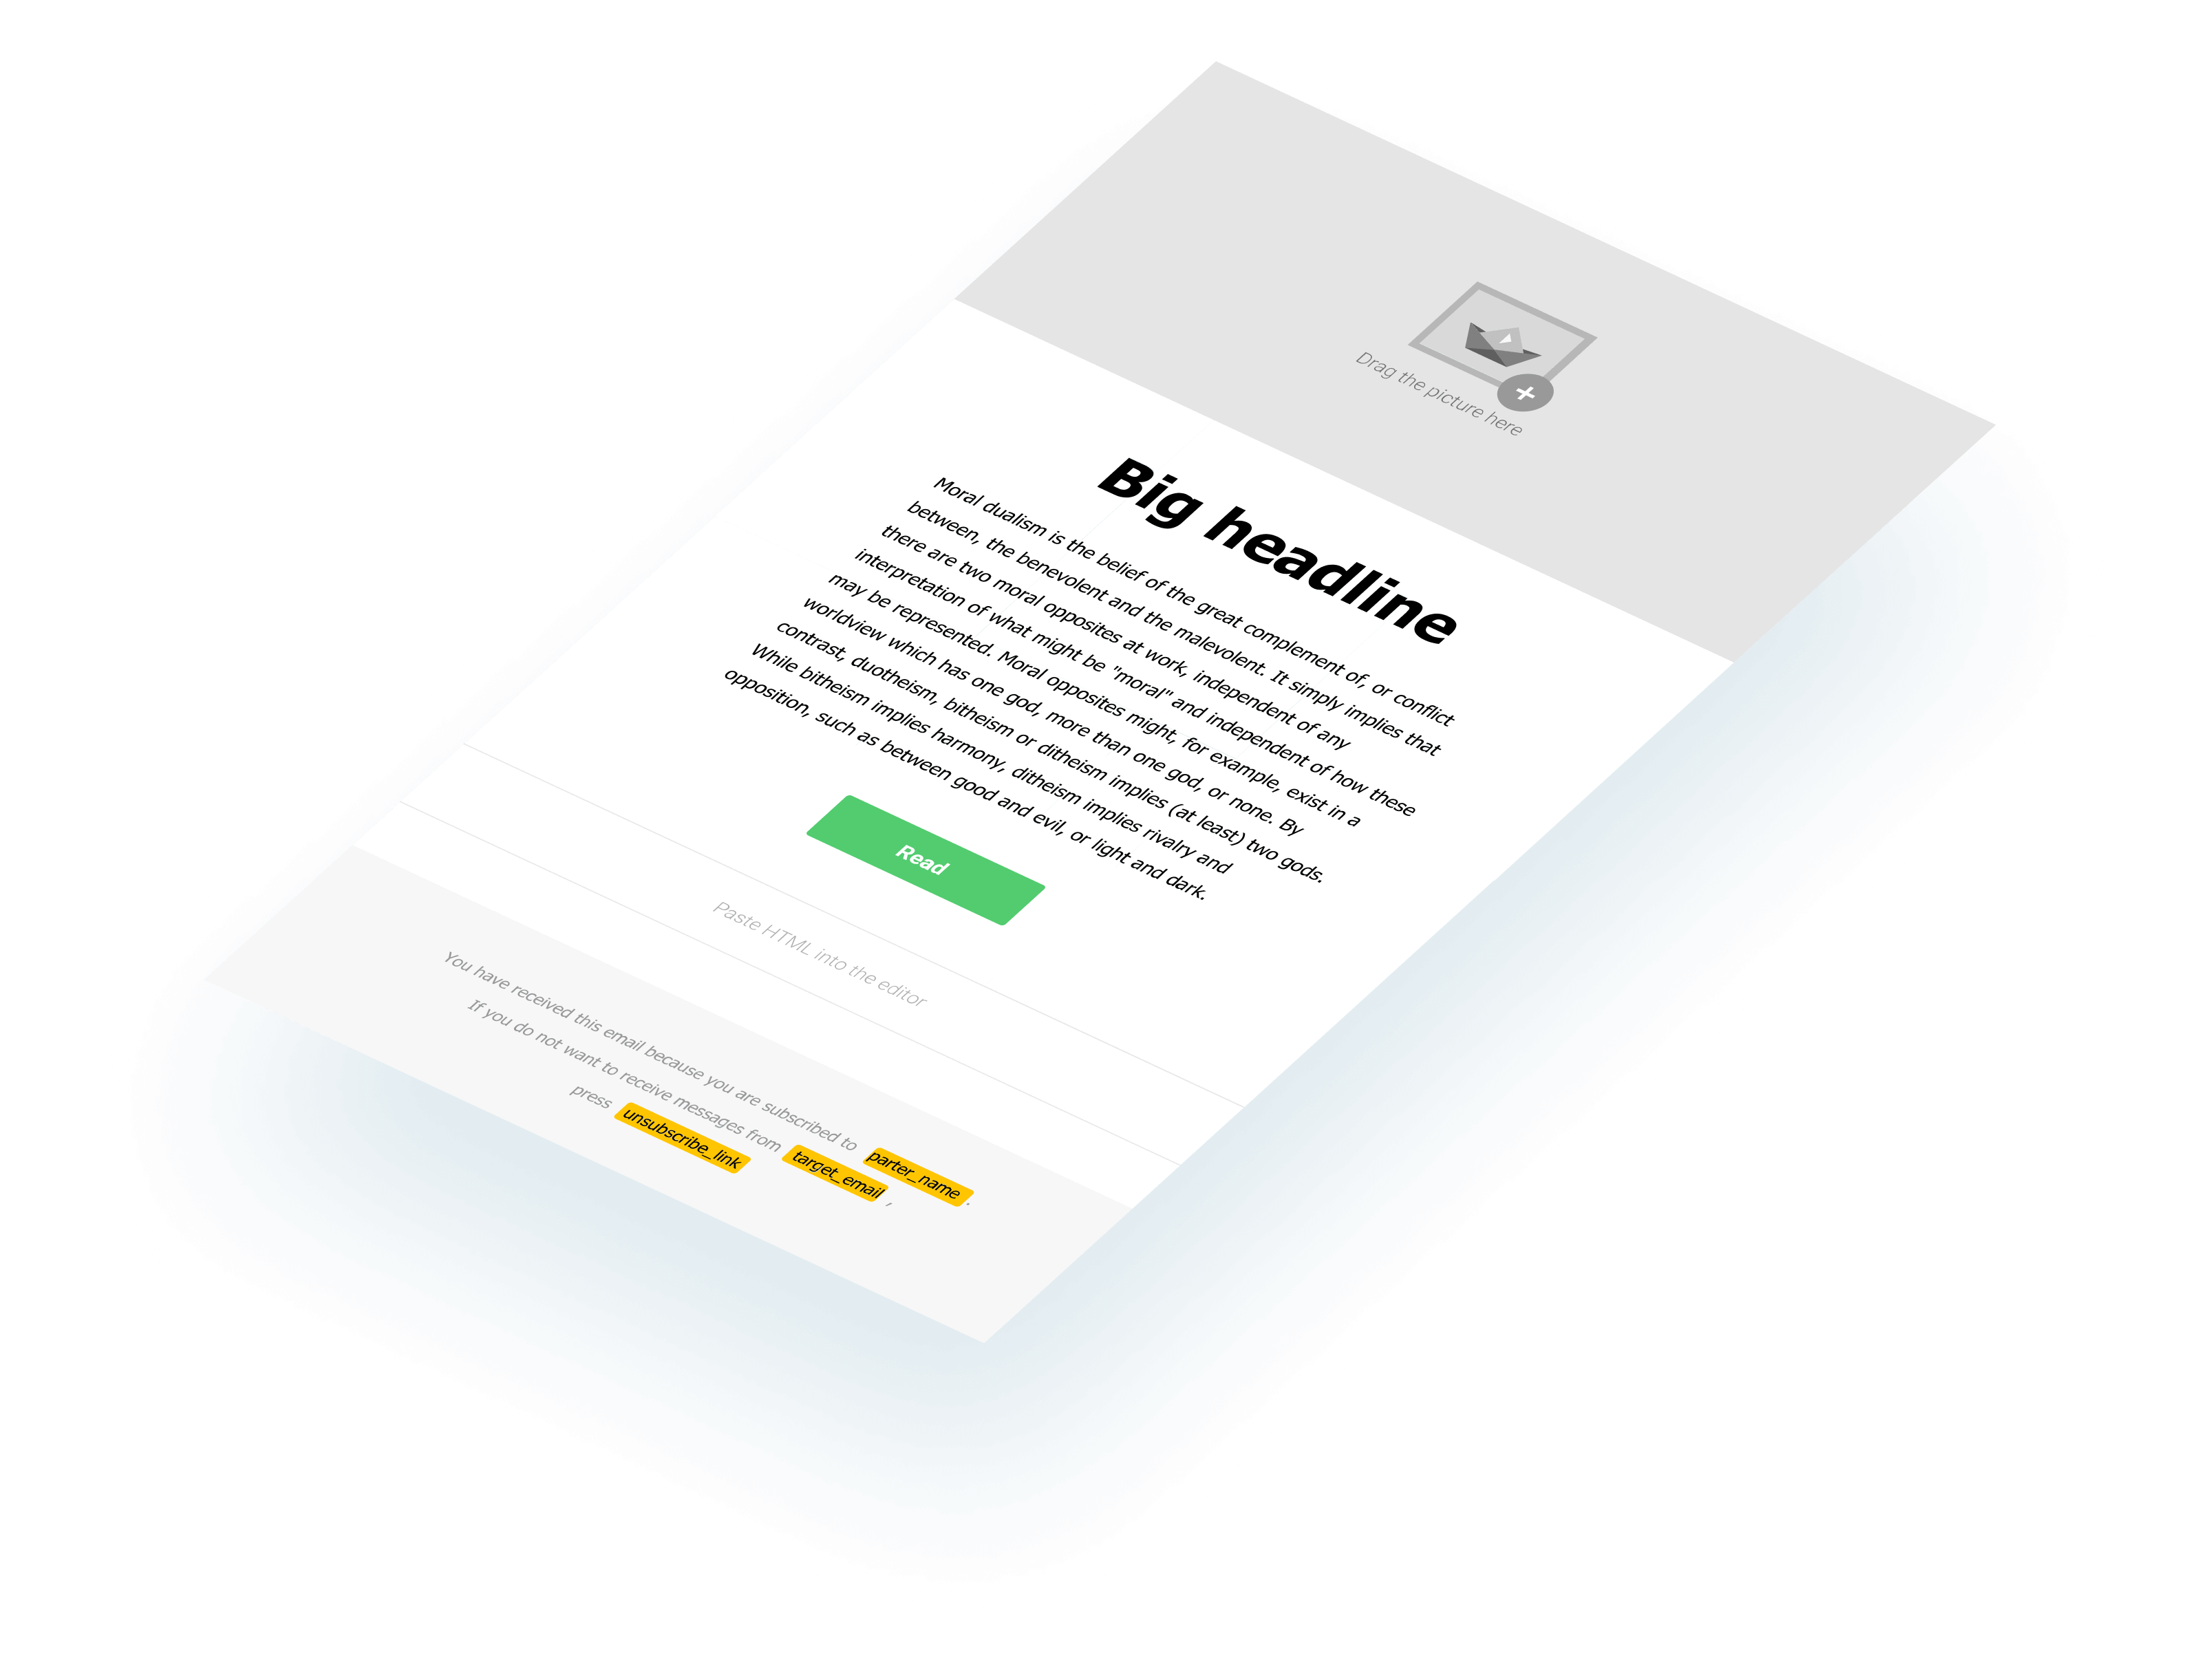 Drag the picture here
Big headline
Moral dualism is the belief of the great complement of, or conflict
between, the benevolent and the malevolent. It simply implies that
there are two moral opposites at work, independent of any
interpretation of what might be "moral" and independent of how these
may be represented. Moral opposites might, for example, exist in a
worldview which has one god, more than one god, or none. By
contrast, duotheism, bitheism or ditheism implies (at least) two gods.
While bitheism implies harmony, ditheism implies rivalry and
opposition, such as between good and evil, or light and dark.
Read
Paste HTML into the editor
You have received this email because you are subscribed to parter_name .
If you do not want to receive messages from target_email ,
press unsubscribe_link